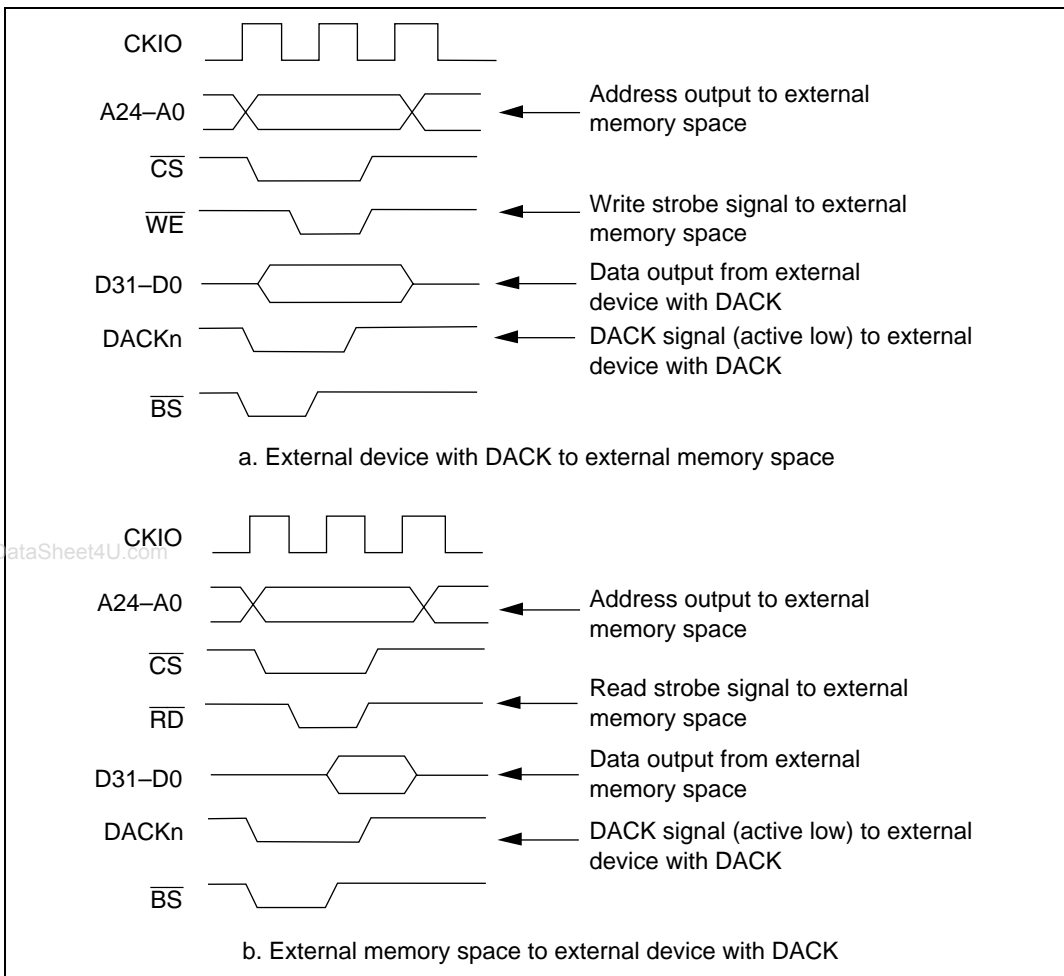 CKIO
A24–A0
Address output to external
memory space
CS
WE
Write strobe signal to external
memory space
D31–D0
Data output from external
device with DACK
DACKn
DACK signal (active low) to external
device with DACK
BS
a. External device with DACK to external memory space
CKIO
ataSheet4U.com
A24–A0
Address output to external
memory space
CS
RD
Read strobe signal to external
memory space
D31–D0
Data output from external
memory space
DACKn
DACK signal (active low) to external
device with DACK
BS
b. External memory space to external device with DACK